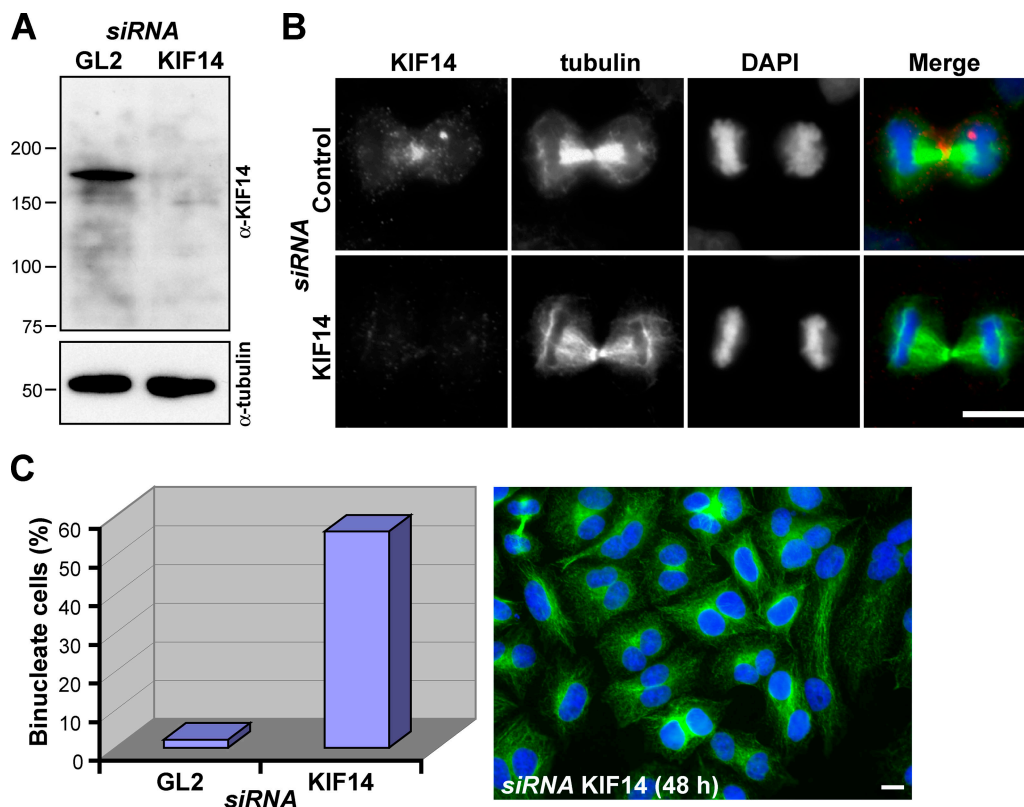 A
siRNA
GL2 KIF14
200
150
100
75
50
α-KIF14
α-tubulin
B
KIF14 tubulin DAPI Merge
siRNA
Control
KIF14
C
Binucleate cells (%)
60
50
40
30
20
10
0
GL2 KIF14
siRNA
siRNA KIF14 (48 h)